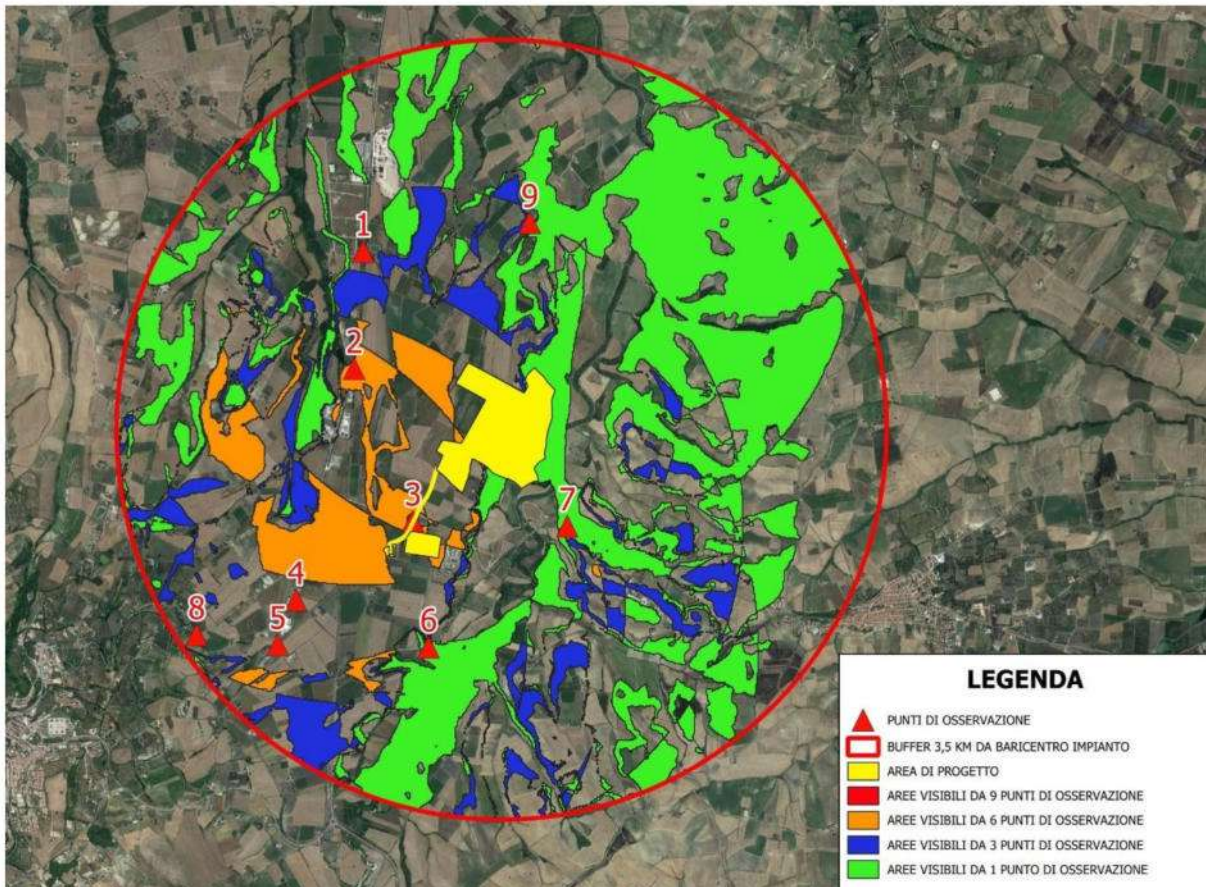 9
1
2
3
7
4
8
5
6
LEGENDA
PUNTI DI OSSERVAZIONE
BUFFER 3,5 KM DA BARICENTRO IMPIANTO
AREA DI PROGETTO
AREE VISIBILI DA 9 PUNTI DI OSSERVAZIONE
AREE VISIBILI DA 6 PUNTI DI OSSERVAZIONE
AREE VISIBILI DA 3 PUNTI DI OSSERVAZIONE
AREE VISIBILI DA 1 PUNTO DI OSSERVAZIONE